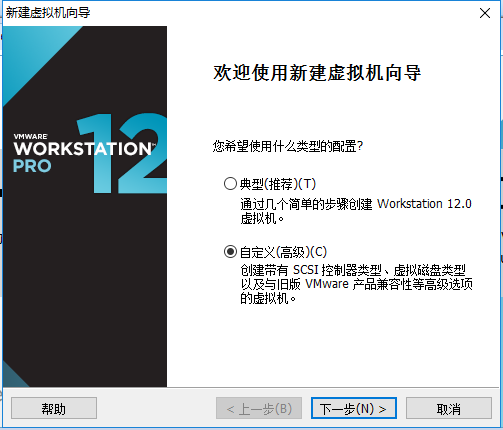 新建虚拟机向导
VMWARE
WORKSTATION™
PRO
12
欢迎使用新建虚拟机向导
您希望使用什么类型的配置?
典型(推荐)(T)
通过几个简单的步骤创建 Workstation 12.0
虚拟机。
自定义(高级)(C)
创建带有 SCSI 控制器类型、虚拟磁盘类型
以及与旧版 VMware 产品兼容性等高级选项
的虚拟机。
帮助
< 上一步(B)
下一步(N) >
取消